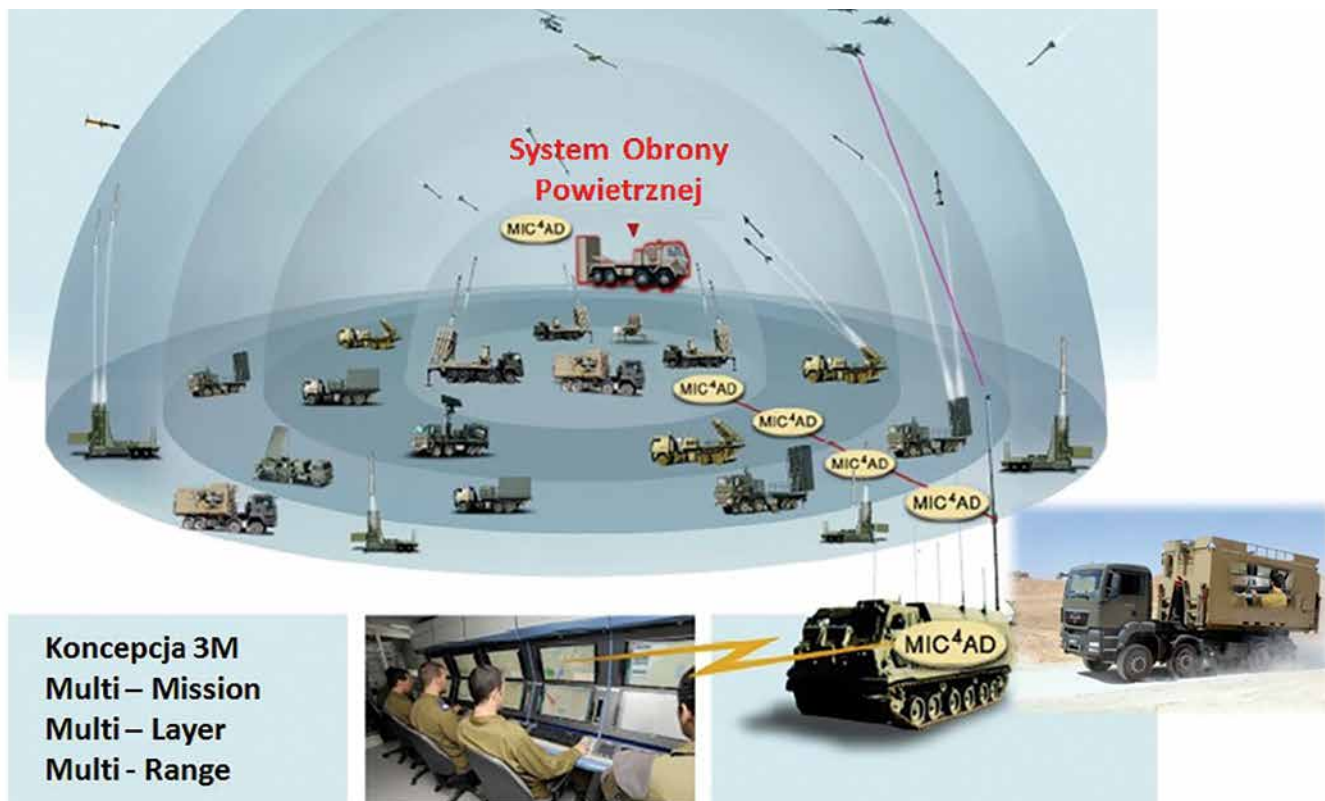 System Obrony
Powietrznej
MIC⁴AD
MIC⁴AD
MIC⁴AD
MIC⁴AD
MIC⁴AD
MIC⁴AD
Koncepcja 3M
Multi – Mission
Multi – Layer
Multi - Range